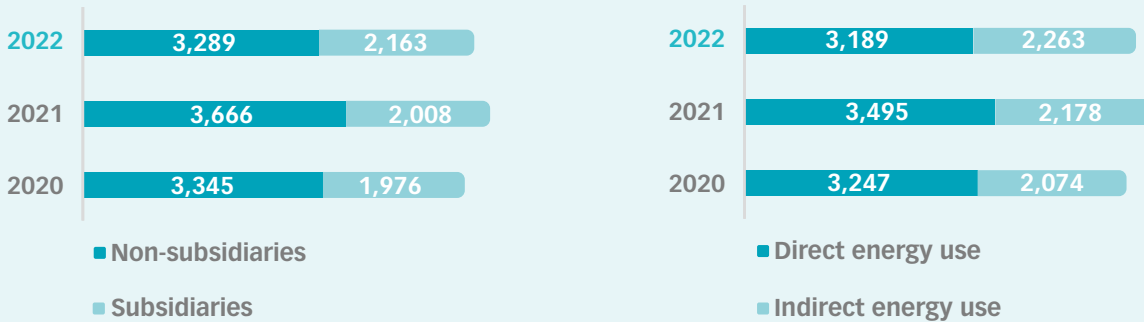 2022 3,289 2,163
2021 3,666 2,008
2020 3,345 1,976
Non-subsidiaries
Subsidiaries
2022 3,189 2,263
2021 3,495 2,178
2020 3,247 2,074
Direct energy use
Indirect energy use